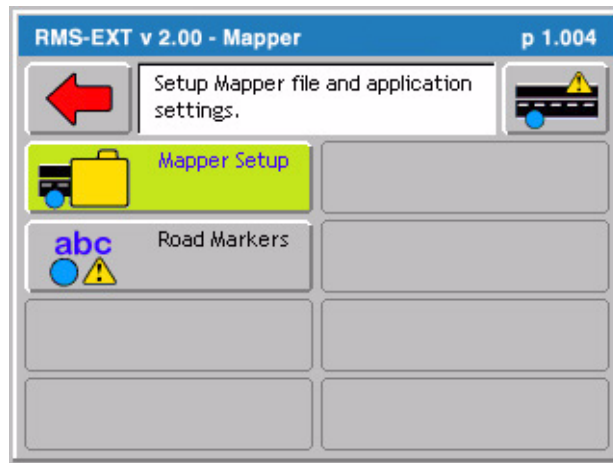 RMS-EXT v 2.00 - Mapper p 1.004
Setup Mapper file and application
settings.
Mapper Setup
abc Road Markers